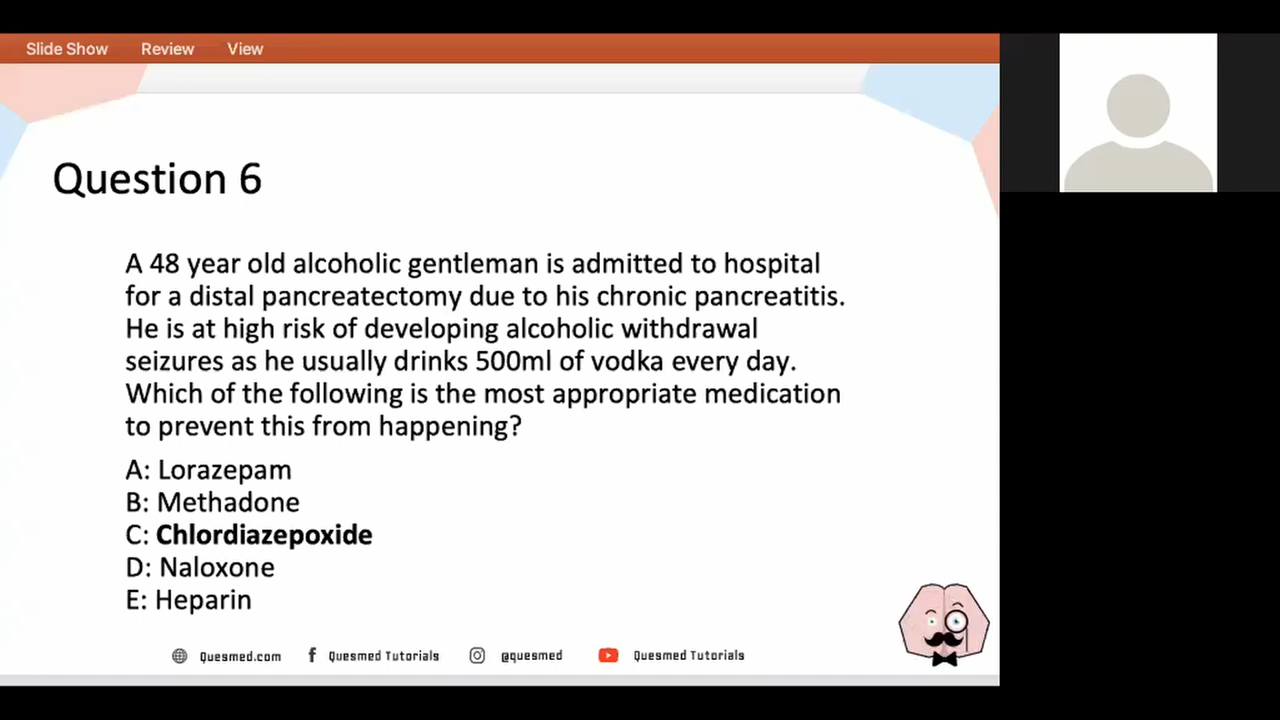 Slide Show Review View
Question 6
A 48 year old alcoholic gentleman is admitted to hospital
for a distal pancreatectomy due to his chronic pancreatitis.
He is at high risk of developing alcoholic withdrawal
seizures as he usually drinks 500ml of vodka every day.
Which of the following is the most appropriate medication
to prevent this from happening?
A: Lorazepam
B: Methadone
C: Chlordiazepoxide
D: Naloxone
E: Heparin
Quesmed.com Quesmed Tutorials @quesmed Quesmed Tutorials